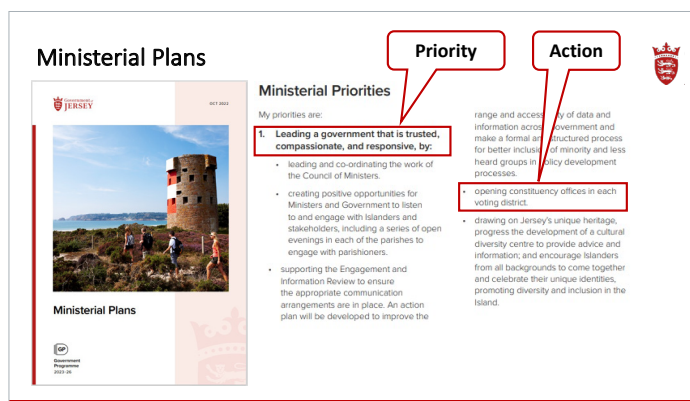 Ministerial Plans
Priority
Action
Government of
JERSEY
OCT 2023
Ministerial Plans
GP
Government
Programme
2023-26
Ministerial Priorities
My priorities are:
1. Leading a government that is trusted,
compassionate, and responsive, by:
• leading and co-ordinating the work of
the Council of Ministers.
• creating positive opportunities for
Ministers and Government to listen
to and engage with Islanders and
stakeholders, including a series of open
evenings in each of the parishes to
engage with parishioners.
• supporting the Engagement and
Information Review to ensure
the appropriate communication
arrangements are in place. An action
plan will be developed to improve the
range and access of data and
information across government and
make a formal and structured process
for better inclusion of minority and less
heard groups in policy development
processes.
• opening constituency offices in each
voting district.
• drawing on Jersey's unique heritage,
progress the development of a cultural
diversity centre to provide advice and
information; and encourage Islanders
from all backgrounds to come together
and celebrate their unique identities,
promoting diversity and inclusion in the
Island.